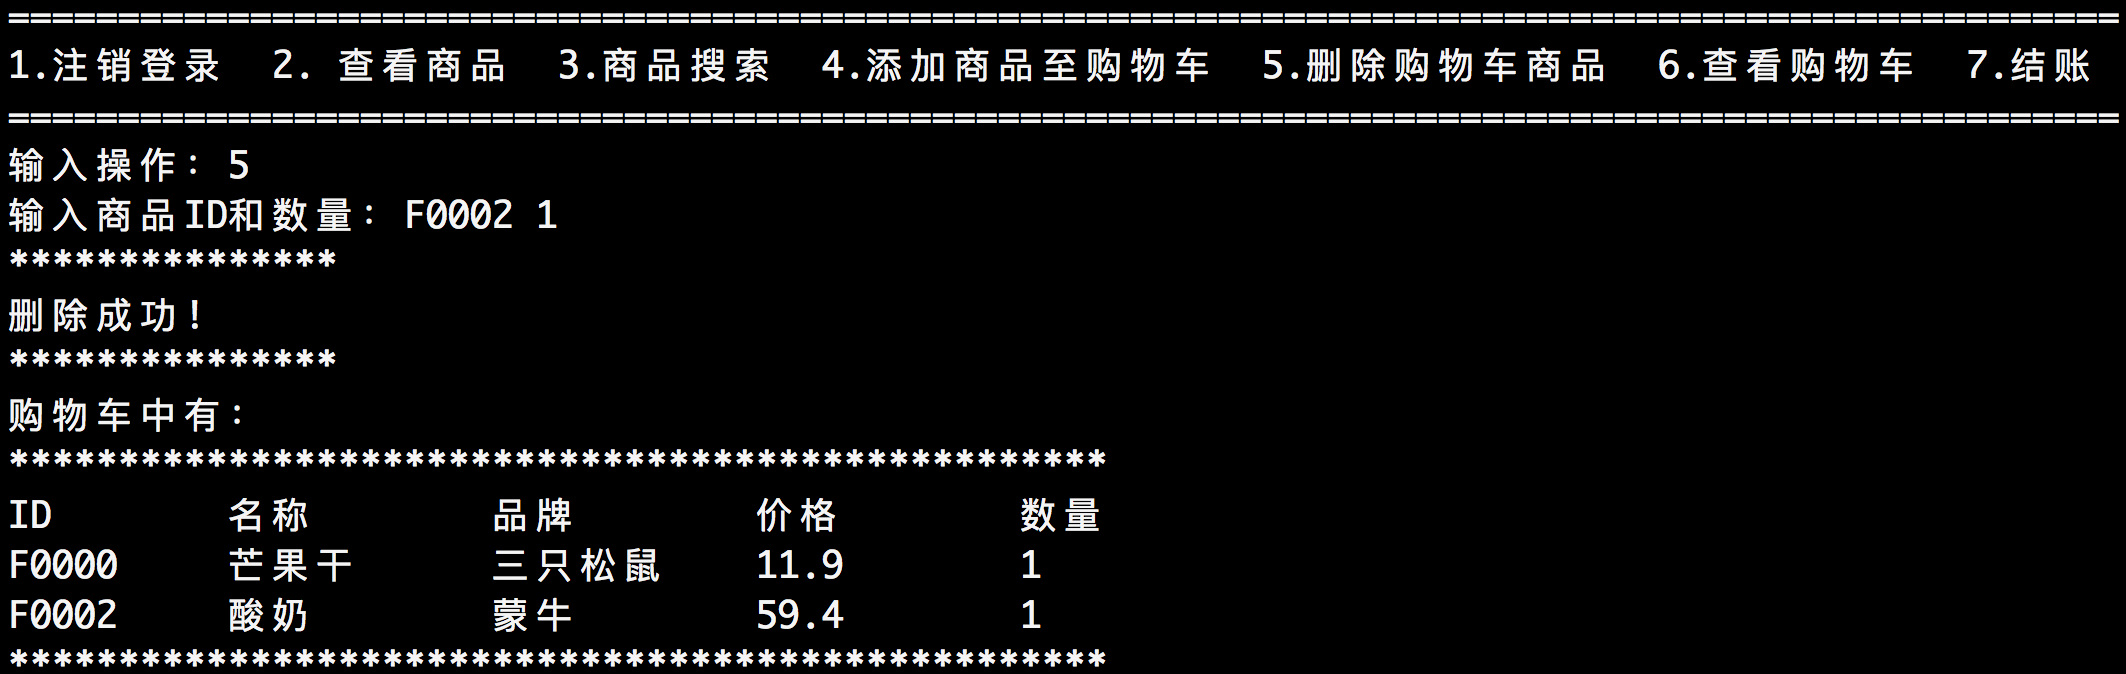 ================================================================================================
1.注销登录  2. 查看商品  3.商品搜索  4.添加商品至购物车  5.删除购物车商品  6.查看购物车  7.结账
================================================================================================
输入操作：5
输入商品ID和数量：F0002 1
***************
删除成功！
***************
购物车中有：
**************************************************
ID        名称        品牌        价格        数量
F0000     芒果干      三只松鼠    11.9        1
F0002     酸奶        蒙牛        59.4        1
**************************************************